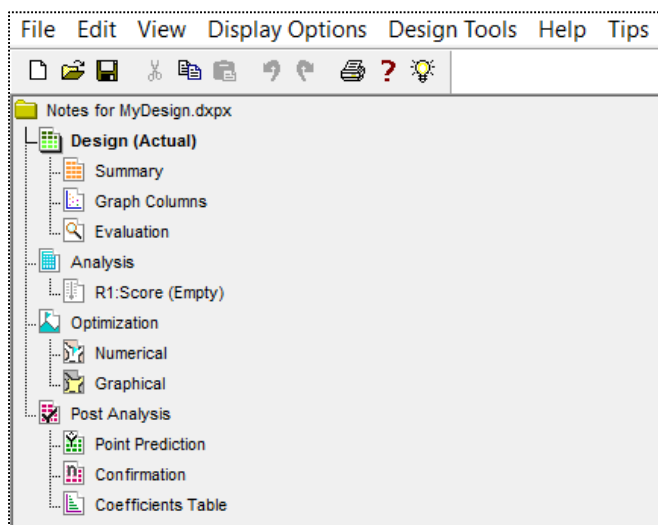 File Edit View Display Options Design Tools Help Tips
Notes for MyDesign.dxpx
Design (Actual)
Summary
Graph Columns
Evaluation
Analysis
R1:Score (Empty)
Optimization
Numerical
Graphical
Post Analysis
Point Prediction
Confirmation
Coefficients Table